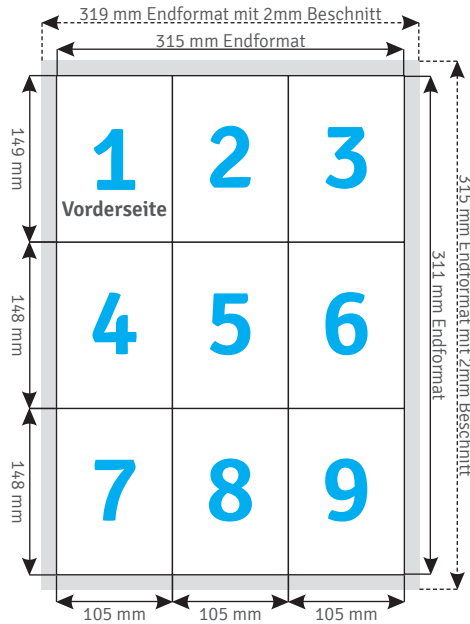 319 mm Endformat mit 2mm Beschnitt
315 mm Endformat
149 mm
1
2
3
Vorderseite
315 mm Endformat mit 2mm Beschnitt
311 mm Endformat
148 mm
4
5
6
148 mm
7
8
9
105 mm
105 mm
105 mm